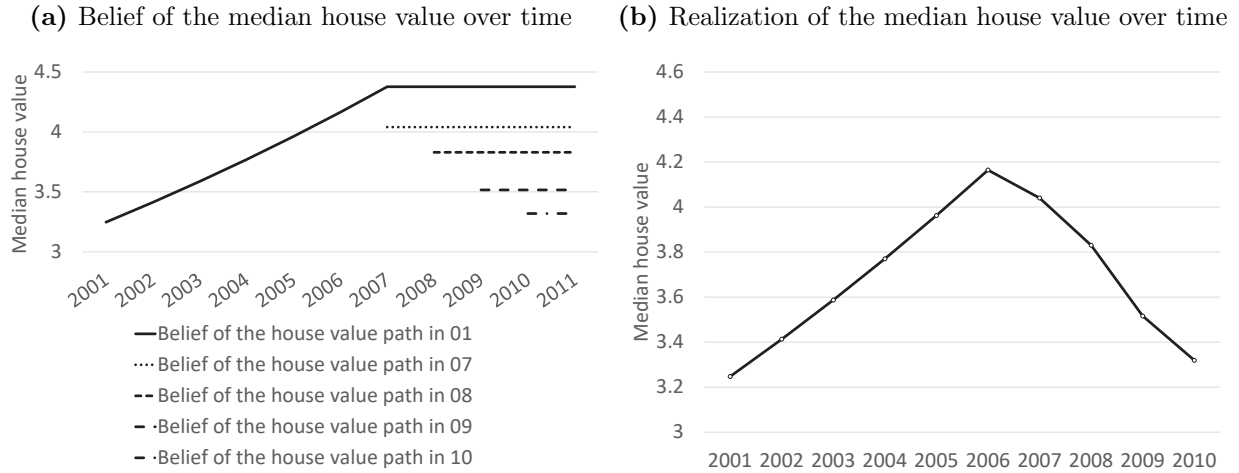 (a) Belief of the median house value over time
Median house value
4.5
4
3.5
3
2001 2002 2003 2004 2005 2006 2007 2008 2009 2010 2011
Belief of the house value path in 01
Belief of the house value path in 07
Belief of the house value path in 08
Belief of the house value path in 09
Belief of the house value path in 10
(b) Realization of the median house value over time
Median house value
4.6
4.4
4.2
4
3.8
3.6
3.4
3.2
3
2001 2002 2003 2004 2005 2006 2007 2008 2009 2010